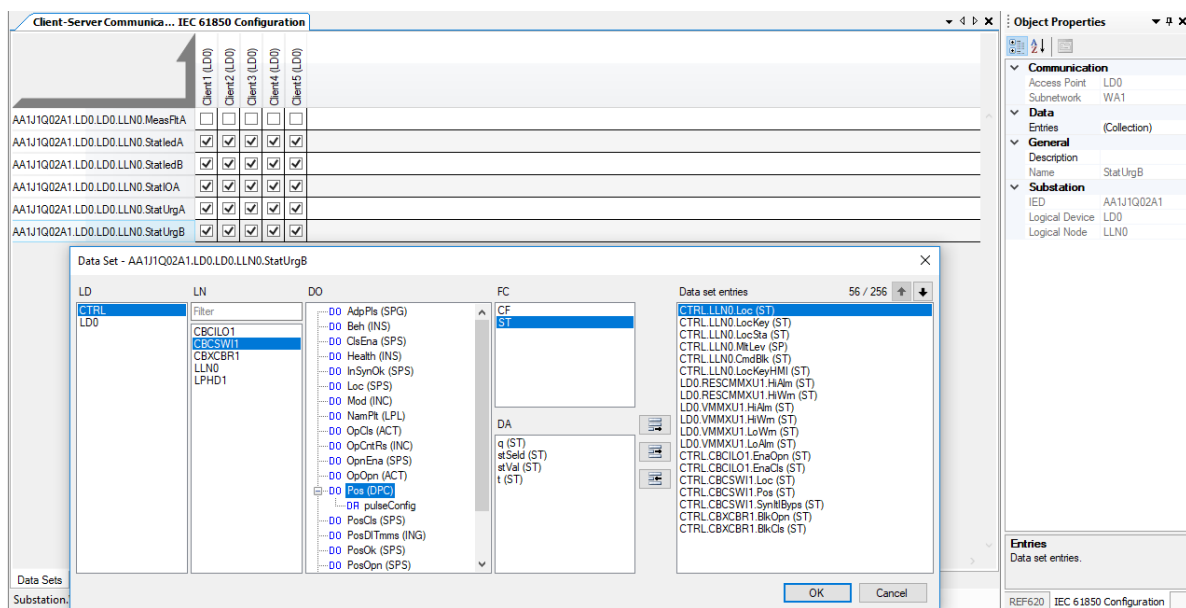 Client-Server Communica... IEC 61850 Configuration
Client1 (LD0)
Client2 (LD0)
Client3 (LD0)
Client4 (LD0)
Client5 (LD0)
AA1J1Q02A1.LD0.LD0.LLN0.MeasFltA
AA1J1Q02A1.LD0.LD0.LLN0.StatledA
AA1J1Q02A1.LD0.LD0.LLN0.StatledB
AA1J1Q02A1.LD0.LD0.LLN0.StatIOA
AA1J1Q02A1.LD0.LD0.LLN0.StatUrgA
AA1J1Q02A1.LD0.LD0.LLN0.StatUrgB
Data Set - AA1J1Q02A1.LD0.LD0.LLN0.StatUrgB
LD
CTRL
LD0
LN
Filter
CBCILO1
CBCSWI1
CBXCBR1
LLN0
LPHD1
DO
DO AdpPls (SPG)
DO Beh (INS)
DO ClsEna (SPS)
DO Health (INS)
DO InSynOk (SPS)
DO Loc (SPS)
DO Mod (INC)
DO NamPlt (LPL)
DO OpCls (ACT)
DO OpCntRs (INC)
DO OpnEna (SPS)
DO OpOpn (ACT)
DO Pos (DPC)
DA pulseConfig
DO PosCls (SPS)
DO PosDITmms (ING)
DO PosOk (SPS)
DO PosOpn (SPS)
FC
CF
ST
DA
q (ST)
stSeld (ST)
stVal (ST)
t (ST)
Data set entries 56 / 256
CTRL.LLN0.Loc (ST)
CTRL.LLN0.LocKey (ST)
CTRL.LLN0.LocSta (ST)
CTRL.LLN0.MltLev (SP)
CTRL.LLN0.CmdBlk (ST)
CTRL.LLN0.LocKeyHMI (ST)
LD0.RESCMMXU1.HiAlm (ST)
LD0.RESCMMXU1.HiWrn (ST)
LD0.VMMXU1.HiAlm (ST)
LD0.VMMXU1.HiWrn (ST)
LD0.VMMXU1.LoWrn (ST)
LD0.VMMXU1.LoAlm (ST)
CTRL.CBCILO1.EnaOpn (ST)
CTRL.CBCILO1.EnaCls (ST)
CTRL.CBCSWI1.Loc (ST)
CTRL.CBCSWI1.Pos (ST)
CTRL.CBCSWI1.SynItlByps (ST)
CTRL.CBXCBR1.BlkOpn (ST)
CTRL.CBXCBR1.BlkCls (ST)
OK
Cancel
Data Sets
Substation.
Object Properties
Communication
Access Point LD0
Subnetwork WA1
Data
Entries (Collection)
General
Description
Name StatUrgB
Substation
IED AA1J1Q02A1
Logical Device LD0
Logical Node LLN0
Entries
Data set entries.
REF620 IEC 61850 Configuration